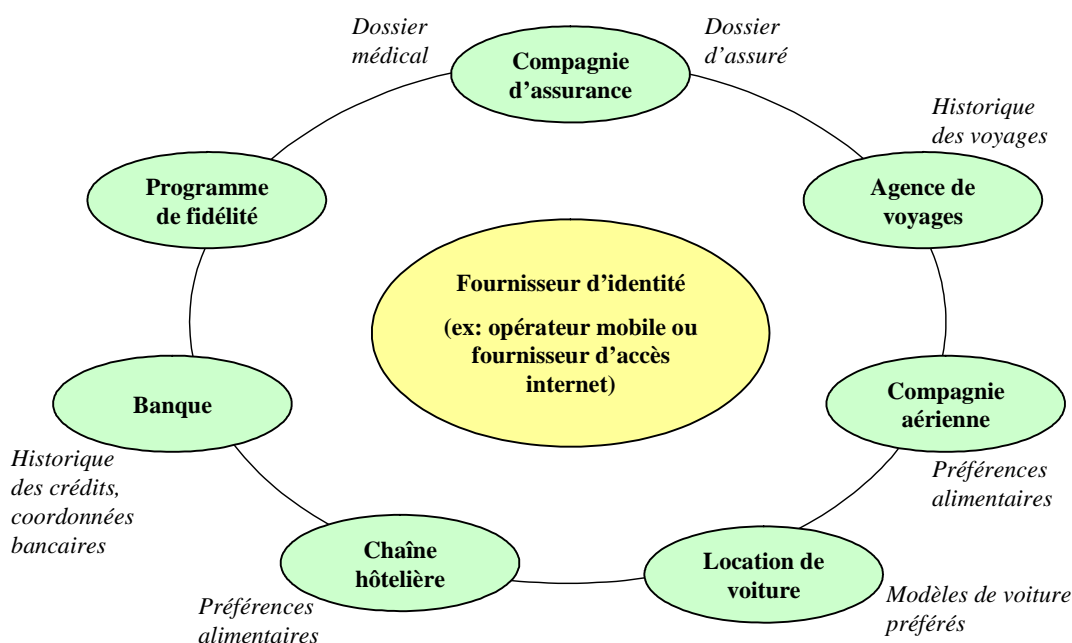 Dossier
médical
Compagnie
d’assurance
Dossier
d’assuré
Historique
des voyages
Programme
de fidélité
Agence de
voyages
Fournisseur d’identité
(ex: opérateur mobile ou
fournisseur d’accès
internet)
Banque
Compagnie
aérienne
Historique
des crédits,
coordonnées
bancaires
Préférences
alimentaires
Chaîne
hôtelière
Location de
voiture
Préférences
alimentaires
Modèles de voiture
préférés